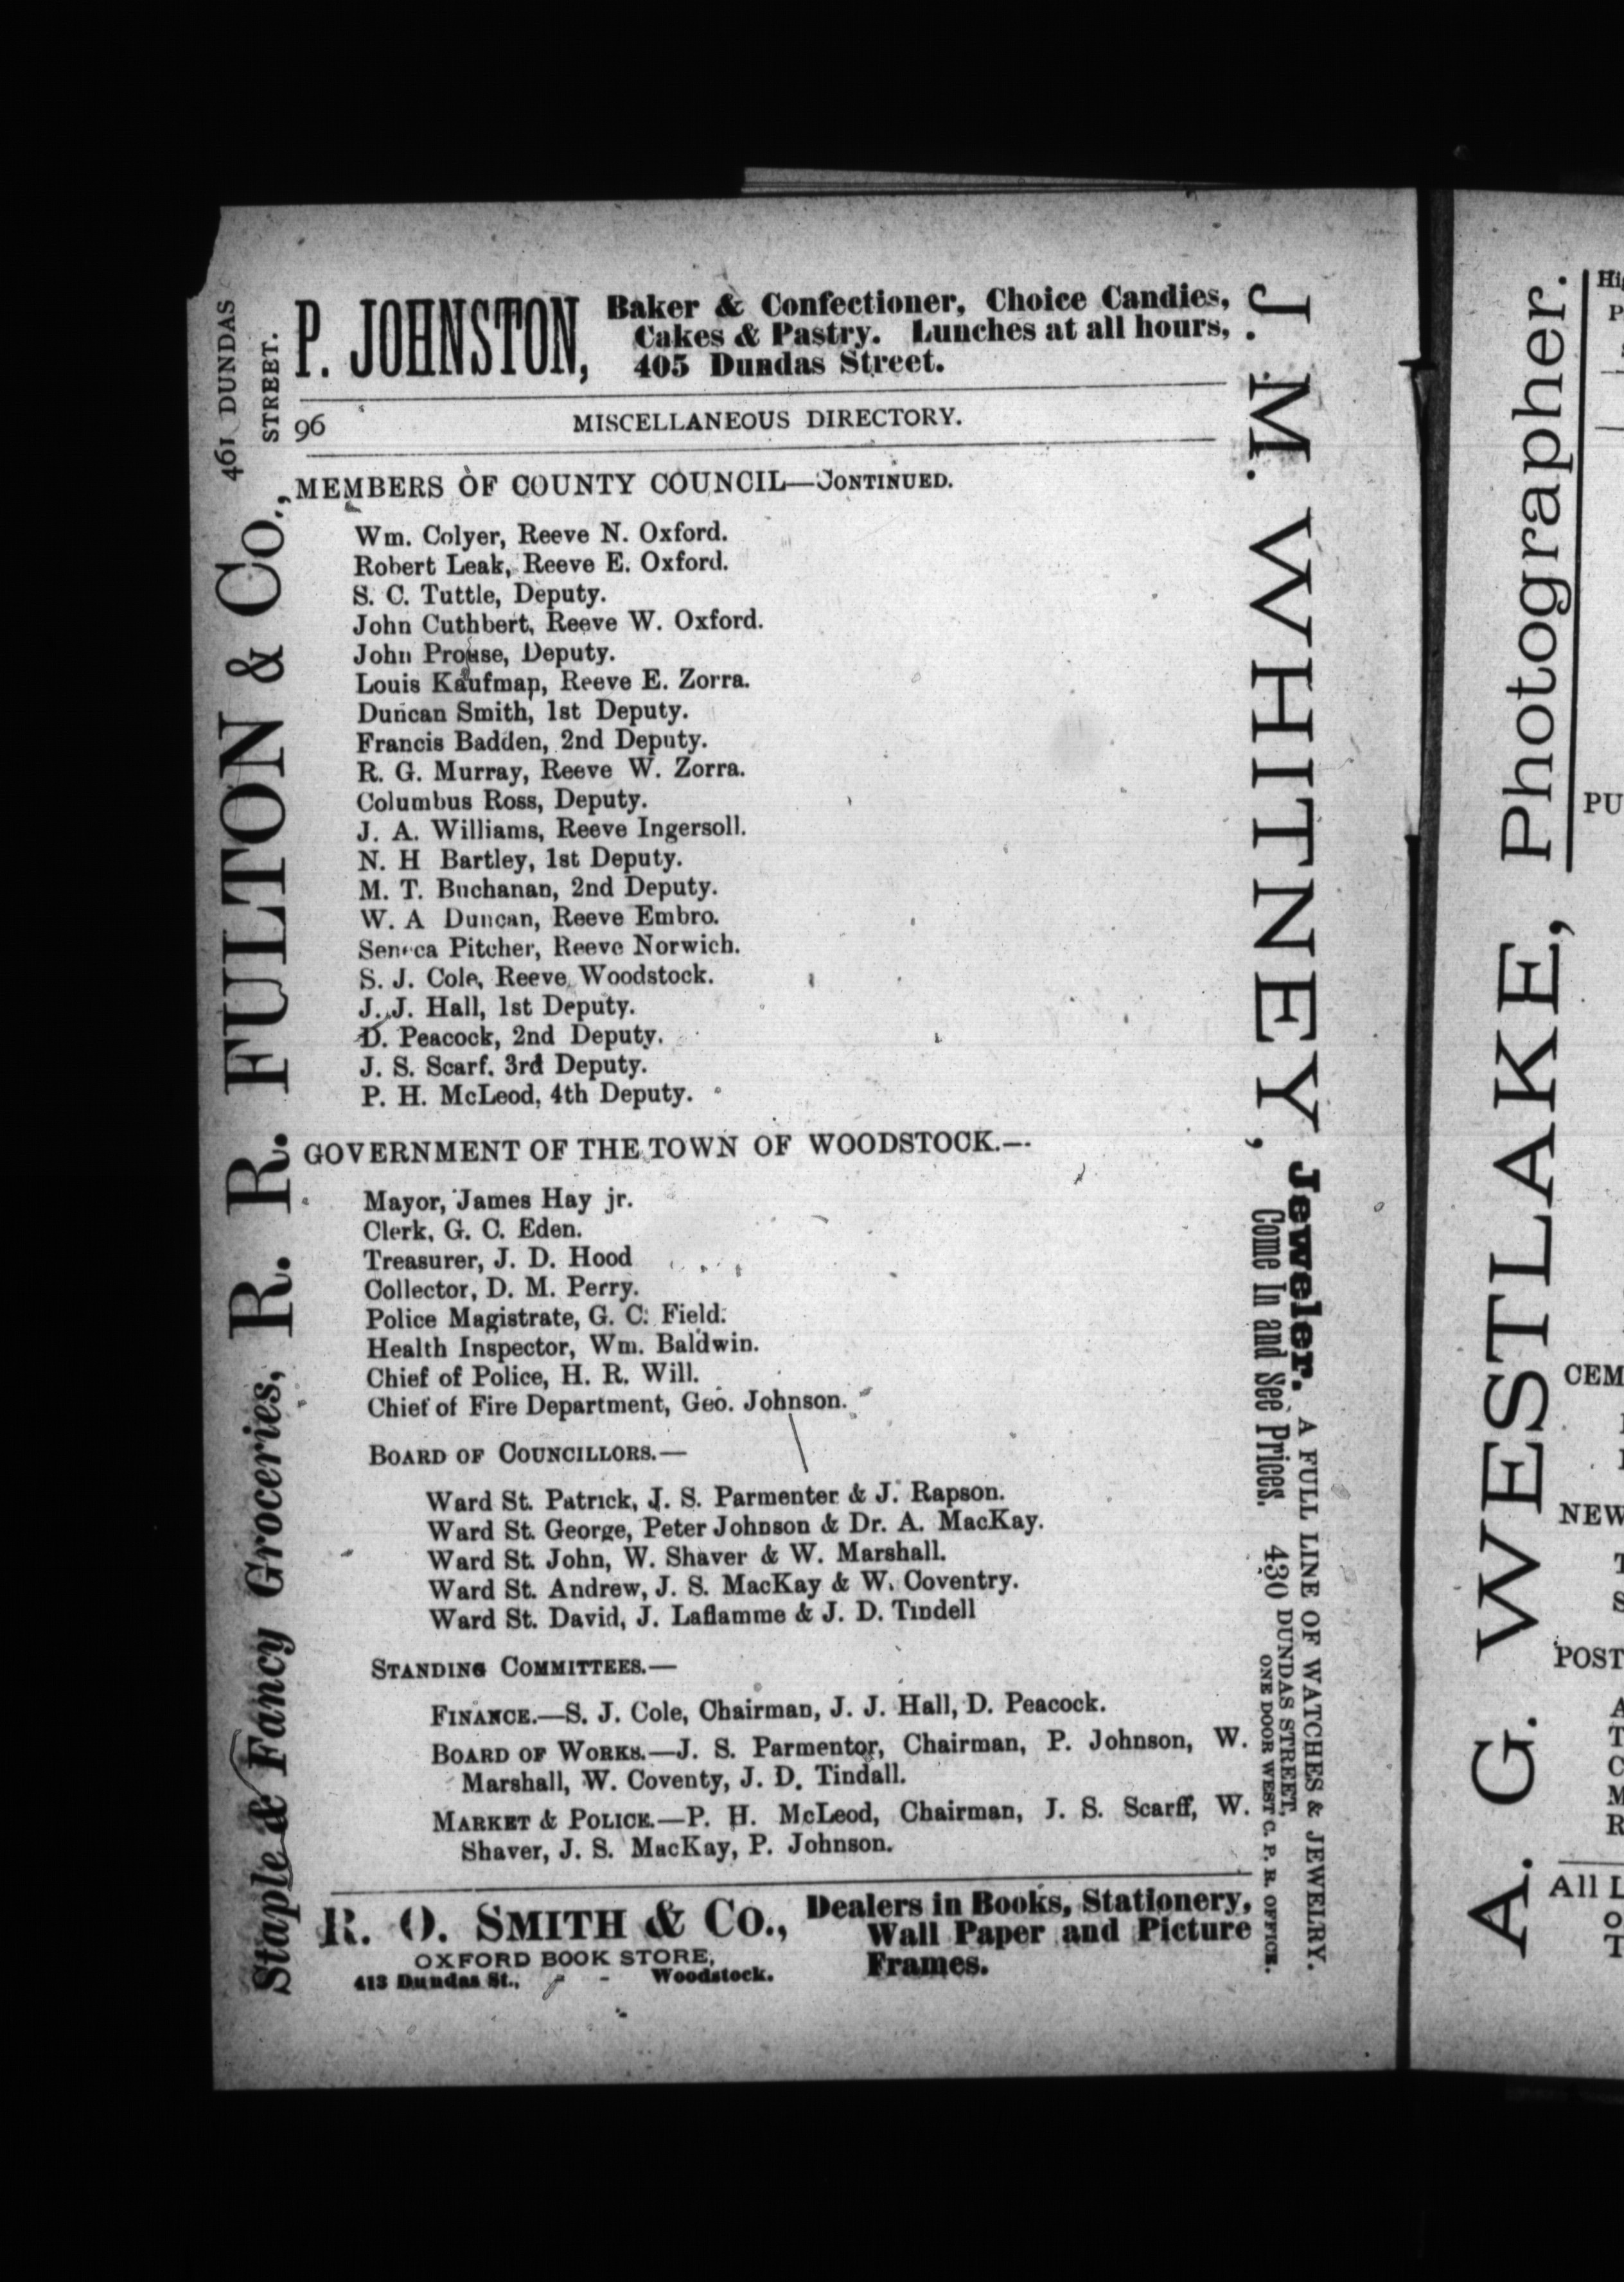 P. JOHNSTON, Baker & Confectioner, Choice Candies,
Cakes & Pastry. Lunches at all hours,
405 Dundas Street.
96 MISCELLANEOUS DIRECTORY.
MEMBERS OF COUNTY COUNCIL—CONTINUED.
Wm. Colyer, Reeve N. Oxford.
Robert Leak, Reeve E. Oxford.
S. C. Tuttle, Deputy.
John Cuthbert, Reeve W. Oxford.
John Prouse, Deputy.
Louis Kaufman, Reeve E. Zorra.
Duncan Smith, 1st Deputy.
Francis Badden, 2nd Deputy.
R. G. Murray, Reeve W. Zorra.
Columbus Ross, Deputy.
J. A. Williams, Reeve Ingersoll.
N. H Bartley, 1st Deputy.
M. T. Buchanan, 2nd Deputy.
W. A Duncan, Reeve Embro.
Seneca Pitcher, Reeve Norwich.
S. J. Cole, Reeve Woodstock.
J. J. Hall, 1st Deputy.
D. Peacock, 2nd Deputy.
J. S. Scarf. 3rd Deputy.
P. H. McLeod, 4th Deputy.
GOVERNMENT OF THE TOWN OF WOODSTOCK.—
Mayor, James Hay jr.
Clerk, G. C. Eden.
Treasurer, J. D. Hood
Collector, D. M. Perry.
Police Magistrate, G. C. Field.
Health Inspector, Wm. Baldwin.
Chief of Police, H. R. Will.
Chief of Fire Department, Geo. Johnson.
BOARD OF COUNCILLORS.—
Ward St. Patrick, J. S. Parmenter & J. Rapson.
Ward St. George, Peter Johnson & Dr. A. MacKay.
Ward St. John, W. Shaver & W. Marshall.
Ward St. Andrew, J. S. MacKay & W. Coventry.
Ward St. David, J. Laflamme & J. D. Tindell
STANDING COMMITTEES.—
FINANCE.—S. J. Cole, Chairman, J. J. Hall, D. Peacock.
BOARD OF WORKS.—J. S. Parmentor, Chairman, P. Johnson, W.
Marshall, W. Coventy, J. D. Tindall.
MARKET & POLICE.—P. H. McLeod, Chairman, J. S. Scarff, W.
Shaver, J. S. MacKay, P. Johnson.
R. O. SMITH & CO., Dealers in Books, Stationery,
Wall Paper and Picture
Frames.
OXFORD BOOK STORE,
413 Dundas St., - - Woodstock.
Staple & Fancy Groceries, R. R. FULTON & CO., 461 DUNDAS
STREET.
J. M. WHITNEY, Jeweler. A FULL LINE OF WATCHES & JEWELRY.
Come In and See Prices. 430 DUNDAS STREET,
ONE DOOR WEST C. P. R. OFFICE.
A. G. WESTLAKE, Photographer.
PU
CEM
NEW
POST
All L